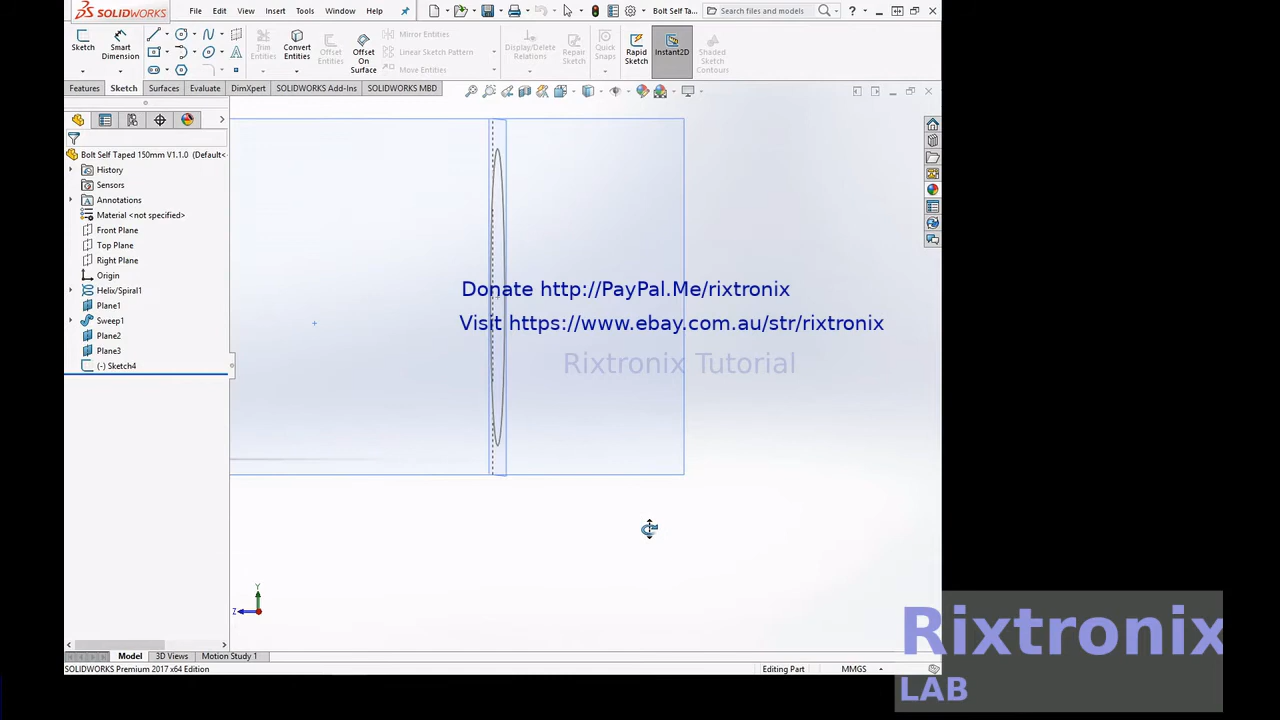 SOLIDWORKS
File Edit View Insert Tools Window Help
Bolt Self Ta...
Search files and models
Sketch
Smart Dimension
Trim Entities
Convert Entities
Offset Entities
Offset On Surface
Mirror Entities
Linear Sketch Pattern
Move Entities
Display/Delete Relations
Repair Sketch
Quick Snaps
Rapid Sketch
Instant2D
Shaded Sketch Contours
Features Sketch Surfaces Evaluate DimXpert SOLIDWORKS Add-Ins SOLIDWORKS MBD
Bolt Self Taped 150mm V1.1.0 (Default<
History
Sensors
Annotations
Material <not specified>
Front Plane
Top Plane
Right Plane
Origin
Helix/Spiral1
Plane1
Sweep1
Plane2
Plane3
(-) Sketch4
Donate http://PayPal.Me/rixtronix
Visit https://www.ebay.com.au/str/rixtronix
Rixtronix Tutorial
Y
Z
Model 3D Views Motion Study 1
SOLIDWORKS Premium 2017 x64 Edition
Editing Part
MMGS
Rixtronix
LAB